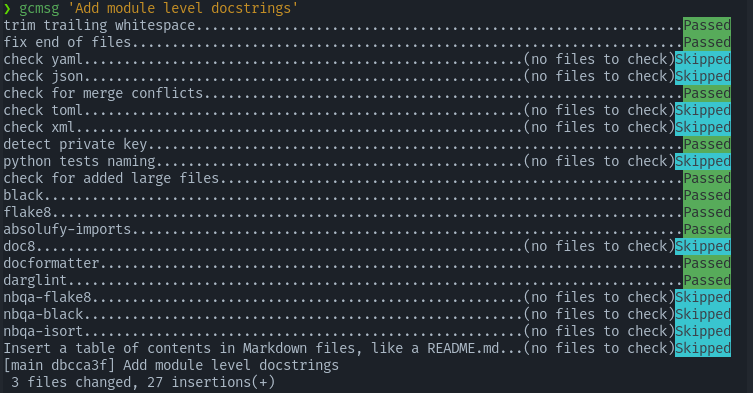 ❯ gcmsg 'Add module level docstrings'
trim trailing whitespace.............................................................Passed
fix end of files.....................................................................Passed
check yaml.......................................................(no files to check)Skipped
check json.......................................................(no files to check)Skipped
check for merge conflicts............................................................Passed
check toml.......................................................(no files to check)Skipped
check xml........................................................(no files to check)Skipped
detect private key...................................................................Passed
python tests naming..............................................(no files to check)Skipped
check for added large files..........................................................Passed
black................................................................................Passed
flake8...............................................................................Passed
absolufy-imports.....................................................................Passed
doc8.............................................................(no files to check)Skipped
docformatter.........................................................................Passed
darglint.............................................................................Passed
nbqa-flake8......................................................(no files to check)Skipped
nbqa-black.......................................................(no files to check)Skipped
nbqa-isort.......................................................(no files to check)Skipped
Insert a table of contents in Markdown files, like a README.md...(no files to check)Skipped
[main dbcca3f] Add module level docstrings
 3 files changed, 27 insertions(+)